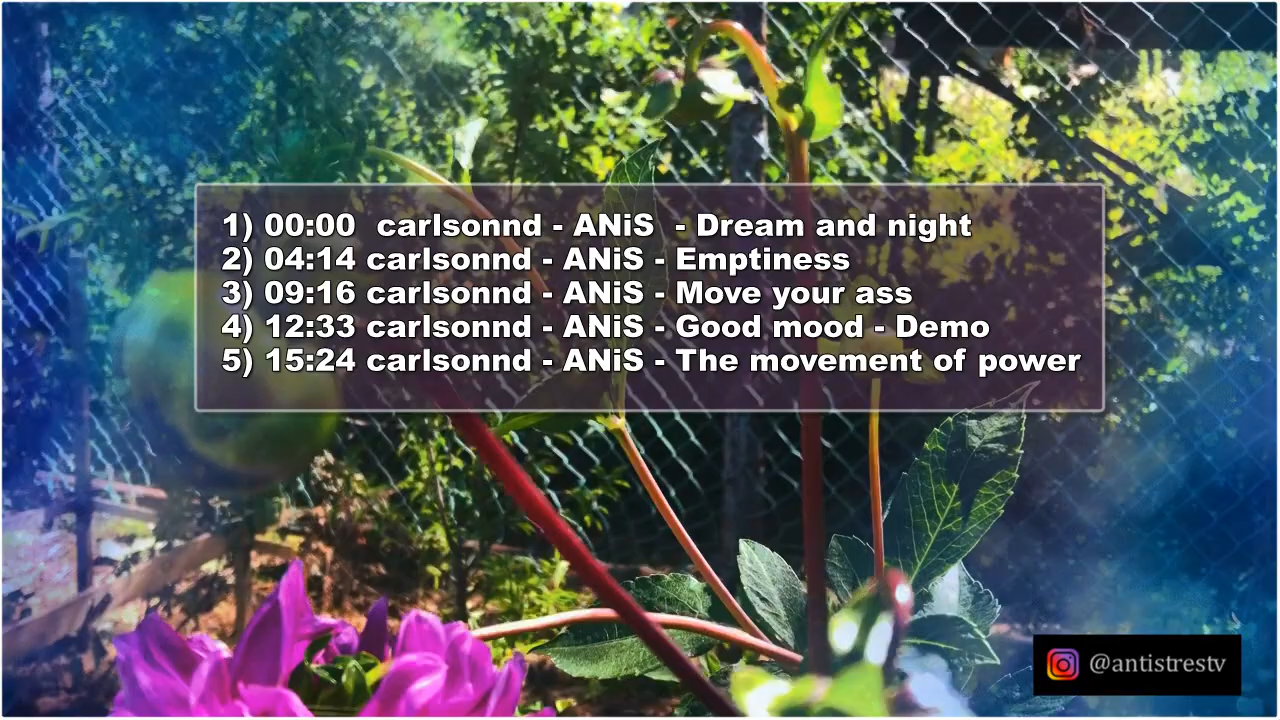 1) 00:00  carlsonnd - ANiS  - Dream and night
2) 04:14 carlsonnd - ANiS - Emptiness
3) 09:16 carlsonnd - ANiS - Move your ass
4) 12:33 carlsonnd - ANiS - Good mood - Demo
5) 15:24 carlsonnd - ANiS - The movement of power
@antistrestv